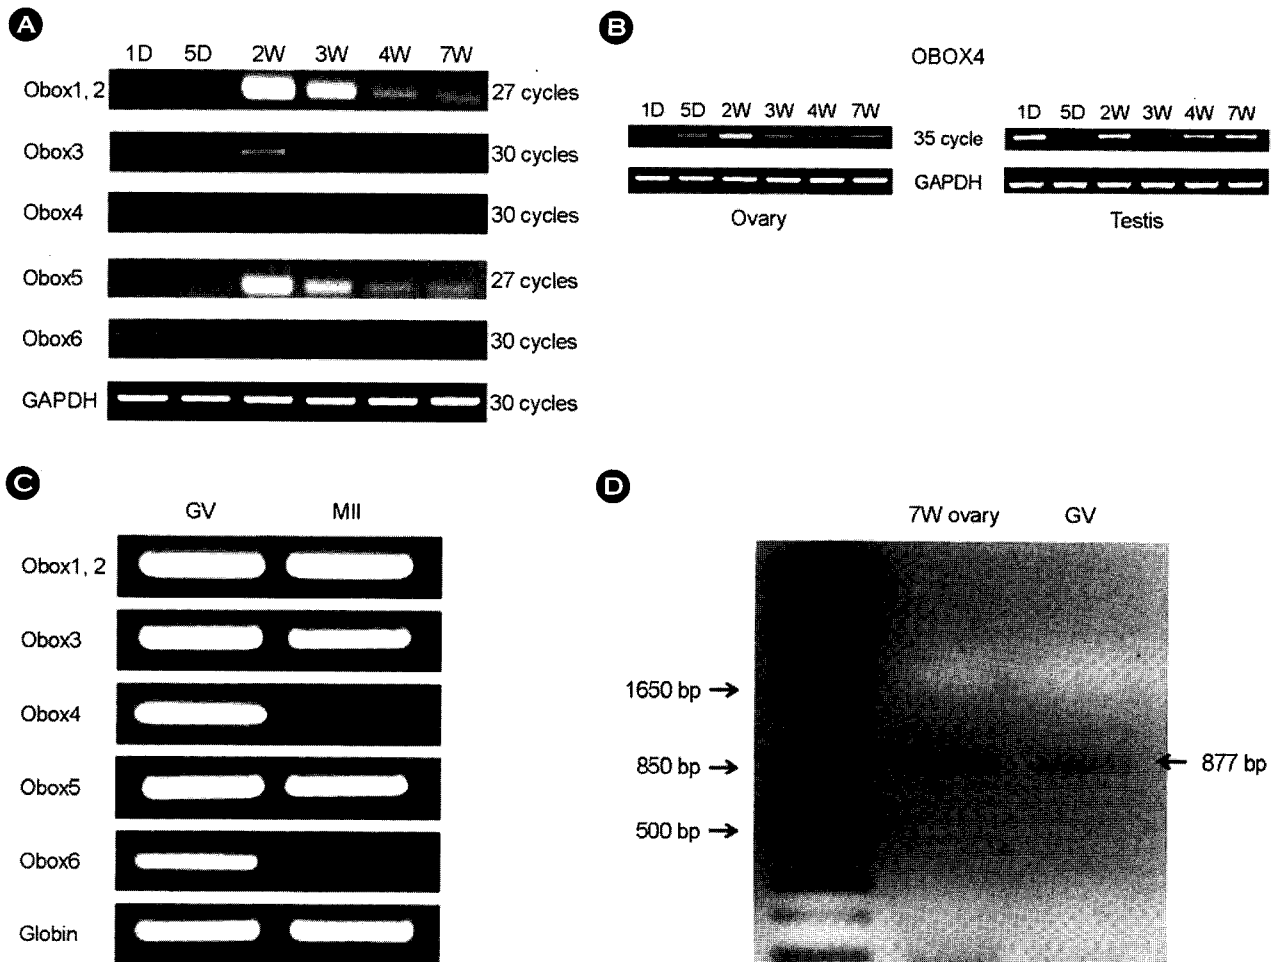 A
1D 5D 2W 3W 4W 7W
Obox1, 2 27 cycles
Obox3 30 cycles
Obox4 30 cycles
Obox5 27 cycles
Obox6 30 cycles
GAPDH 30 cycles
B
OBOX4
1D 5D 2W 3W 4W 7W 1D 5D 2W 3W 4W 7W
35 cycle
GAPDH
Ovary Testis
C
GV MII
Obox1, 2
Obox3
Obox4
Obox5
Obox6
Globin
D
7W ovary GV
1650 bp →
850 bp → ← 877 bp
500 bp →